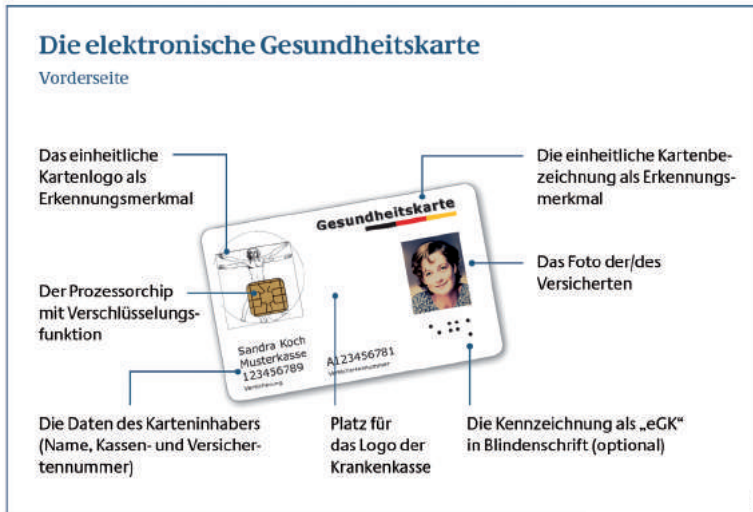 Die elektronische Gesundheitskarte
Vorderseite
Das einheitliche
Kartenlogo als
Erkennungsmerkmal
Die einheitliche Kartenbe-
zeichnung als Erkennungs-
merkmal
Gesundheitskarte
Das Foto der/des
Versicherten
Der Prozessorchip
mit Verschlüsselungs-
funktion
Sandra Koch
Musterkasse
123456789
Versicherung
A123456781
Versichertennummer
Die Daten des Karteninhabers
(Name, Kassen- und Versicher-
tennummer)
Platz für
das Logo der
Krankenkasse
Die Kennzeichnung als „eGK“
in Blindenschrift (optional)